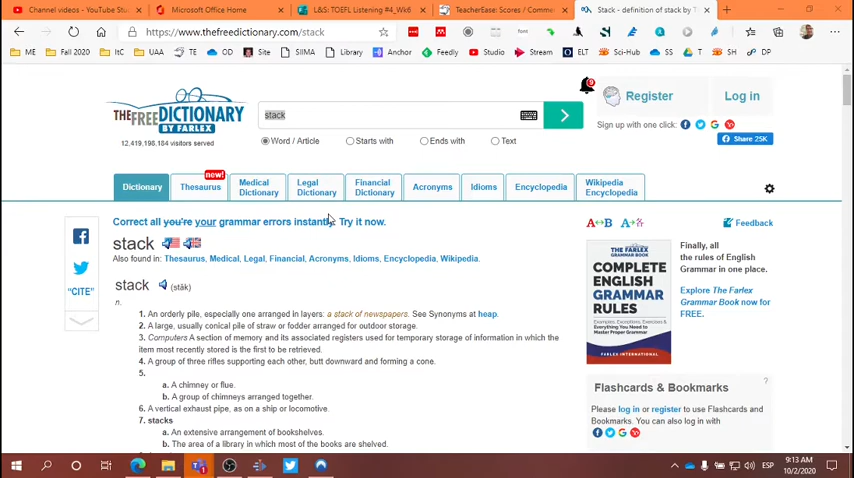 Channel videos - YouTube Stu
Microsoft Office Home
L&S: TOEFL Listening #4_Wk6
TeacherEase: Scores / Comme
Stack - definition of stack by T
https://www.thefreedictionary.com/stack
ME
Fall 2020
ItC
UAA
TE
OD
Site
SIIMA
Library
Anchor
Feedly
Studio
Stream
ELT
Sci-Hub
SS
T
SH
DP
THE FREE DICTIONARY
BY FARLEX
12,419,198,184 visitors served
stack
Word / Article
Starts with
Ends with
Text
9
Register
Log in
Sign up with one click:
Share 25K
new!
Dictionary
Thesaurus
Medical Dictionary
Legal Dictionary
Financial Dictionary
Acronyms
Idioms
Encyclopedia
Wikipedia Encyclopedia
Correct all you're your grammar errors instantly. Try it now.
stack
Also found in: Thesaurus, Medical, Legal, Financial, Acronyms, Idioms, Encyclopedia, Wikipedia.
stack (stăk)
n.
1. An orderly pile, especially one arranged in layers: a stack of newspapers. See Synonyms at heap.
2. A large, usually conical pile of straw or fodder arranged for outdoor storage.
3. Computers A section of memory and its associated registers used for temporary storage of information in which the
item most recently stored is the first to be retrieved.
4. A group of three rifles supporting each other, butt downward and forming a cone.
5.
a. A chimney or flue.
b. A group of chimneys arranged together.
6. A vertical exhaust pipe, as on a ship or locomotive.
7. stacks
a. An extensive arrangement of bookshelves.
b. The area of a library in which most of the books are shelved.
"CITE"
A↔B
Feedback
THE FARLEX
GRAMMAR BOOK
COMPLETE
ENGLISH
GRAMMAR
RULES
FARLEX INTERNATIONAL
Finally, all
the rules of English
Grammar in one place.
Explore The Farlex
Grammar Book now for
FREE.
Flashcards & Bookmarks
?
Please log in or register to use Flashcards and
Bookmarks. You can also log in with
ESP
9:13 AM
10/2/2020